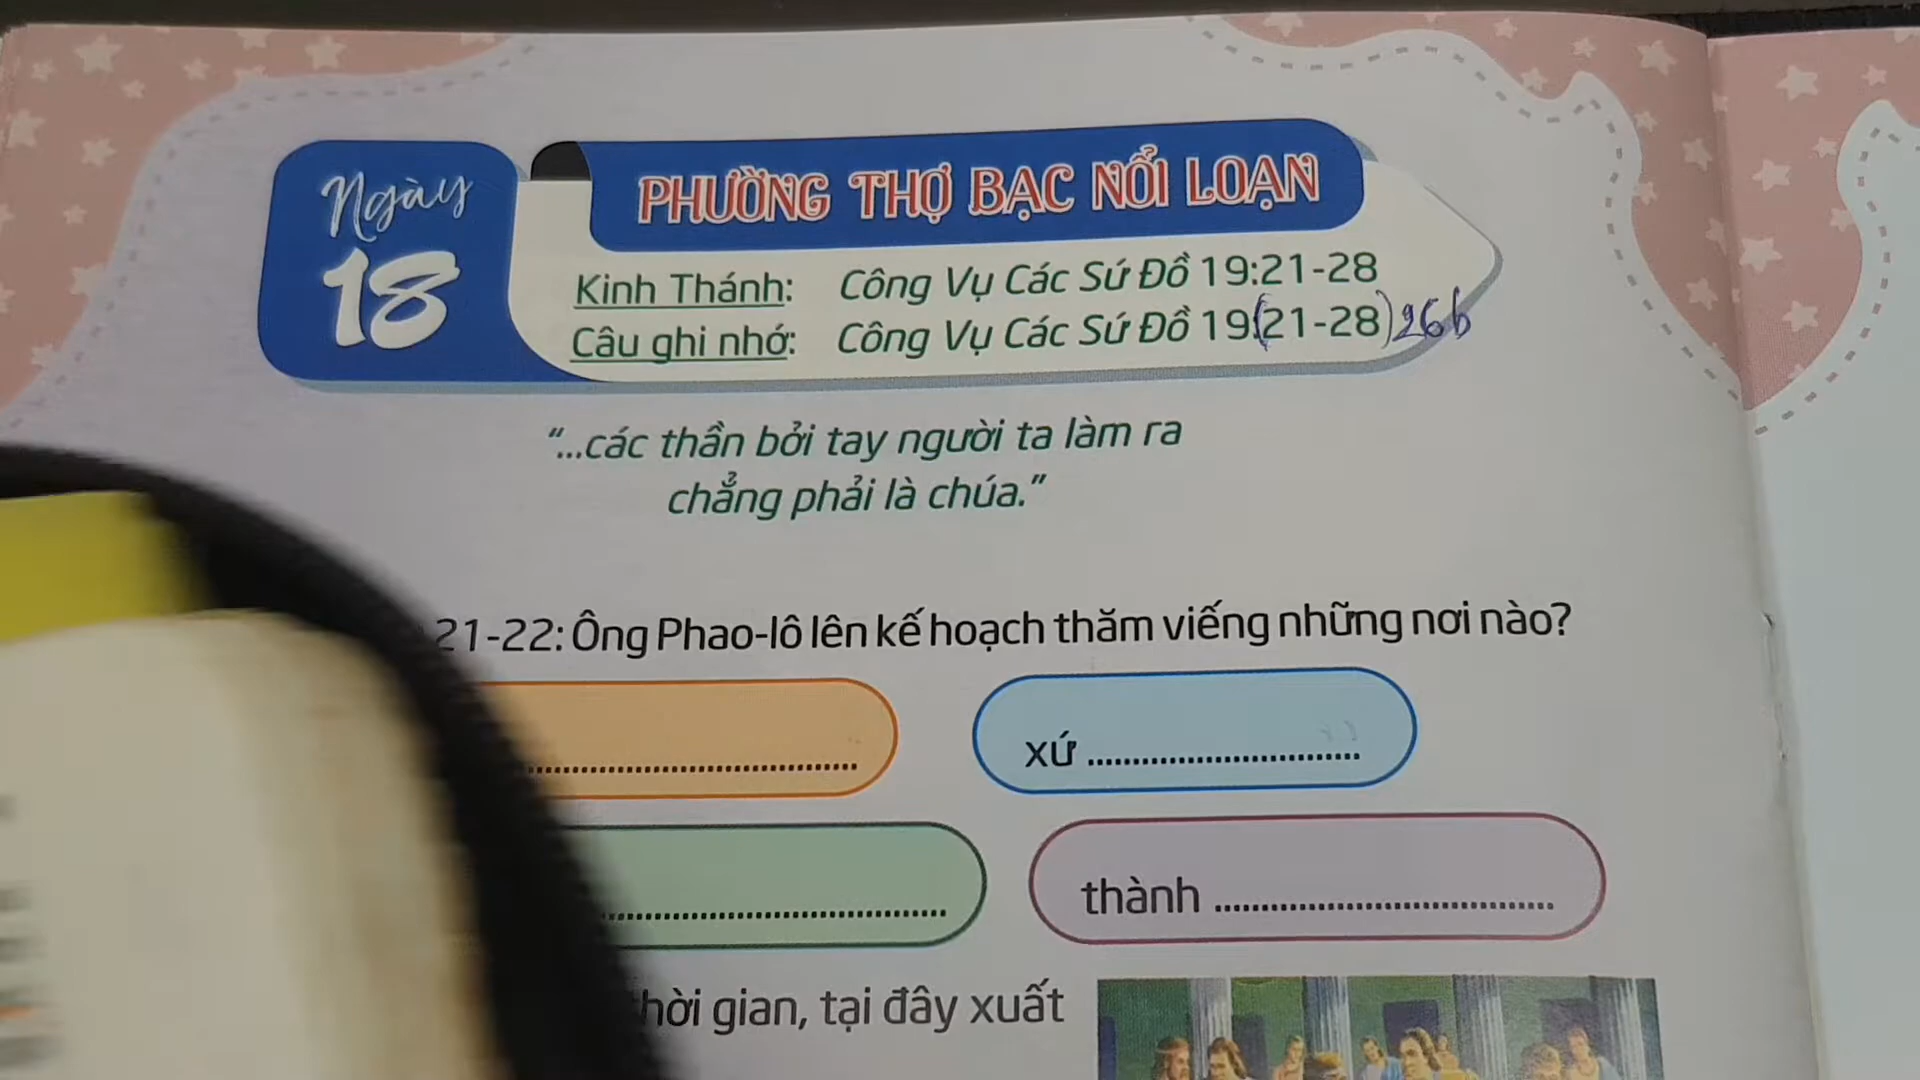 Ngày
18
PHƯỜNG THỢ BẠC NỔI LOẠN
Kinh Thánh: Công Vụ Các Sứ Đồ 19:21-28
Câu ghi nhớ: Công Vụ Các Sứ Đồ 19:(21-28) 26b
“...các thần bởi tay người ta làm ra
chẳng phải là chúa.”
21-22: Ông Phao-lô lên kế hoạch thăm viếng những nơi nào?
xứ
thành
gian, tại đây xuất